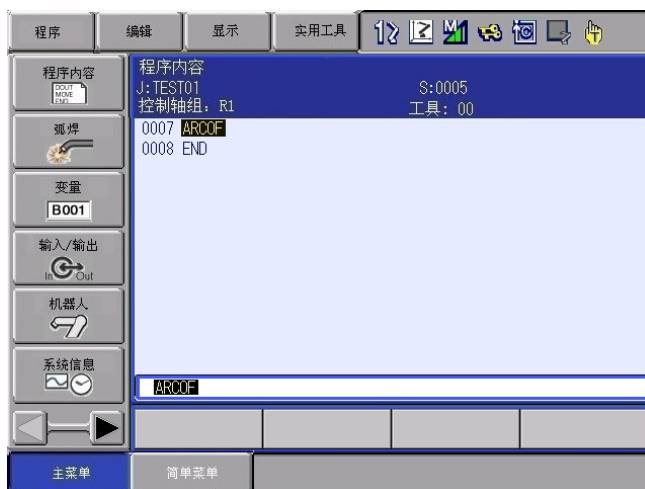 程序 编辑 显示 实用工具
程序内容
DOUT
MOVE
END
弧焊
变量
B001
输入/输出
In Out
机器人
系统信息
程序内容
J:TEST01 S:0005
控制轴组: R1 工具: 00
0007 ARCOF
0008 END
ARCOF
主菜单 简单菜单